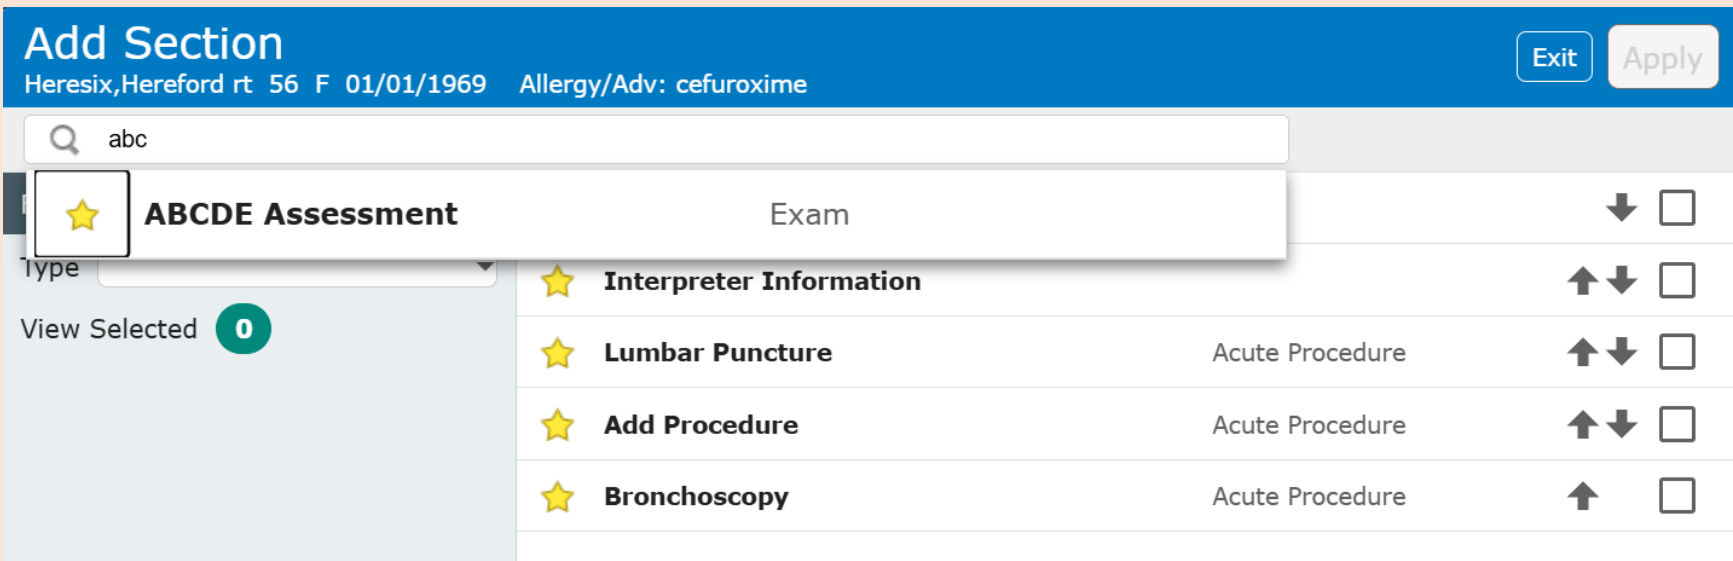 Add Section
Heresix,Hereford rt 56 F 01/01/1969 Allergy/Adv: cefuroxime
Exit Apply
abc
ABCDE Assessment Exam
Type
Interpreter Information
View Selected 0
Lumbar Puncture Acute Procedure
Add Procedure Acute Procedure
Bronchoscopy Acute Procedure